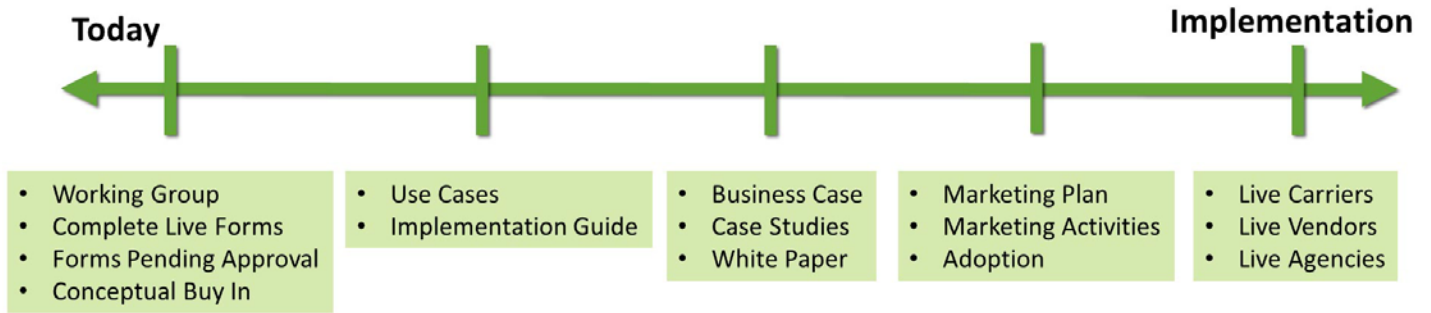 Today
Implementation
• Working Group
• Complete Live Forms
• Forms Pending Approval
• Conceptual Buy In
• Use Cases
• Implementation Guide
• Business Case
• Case Studies
• White Paper
• Marketing Plan
• Marketing Activities
• Adoption
• Live Carriers
• Live Vendors
• Live Agencies